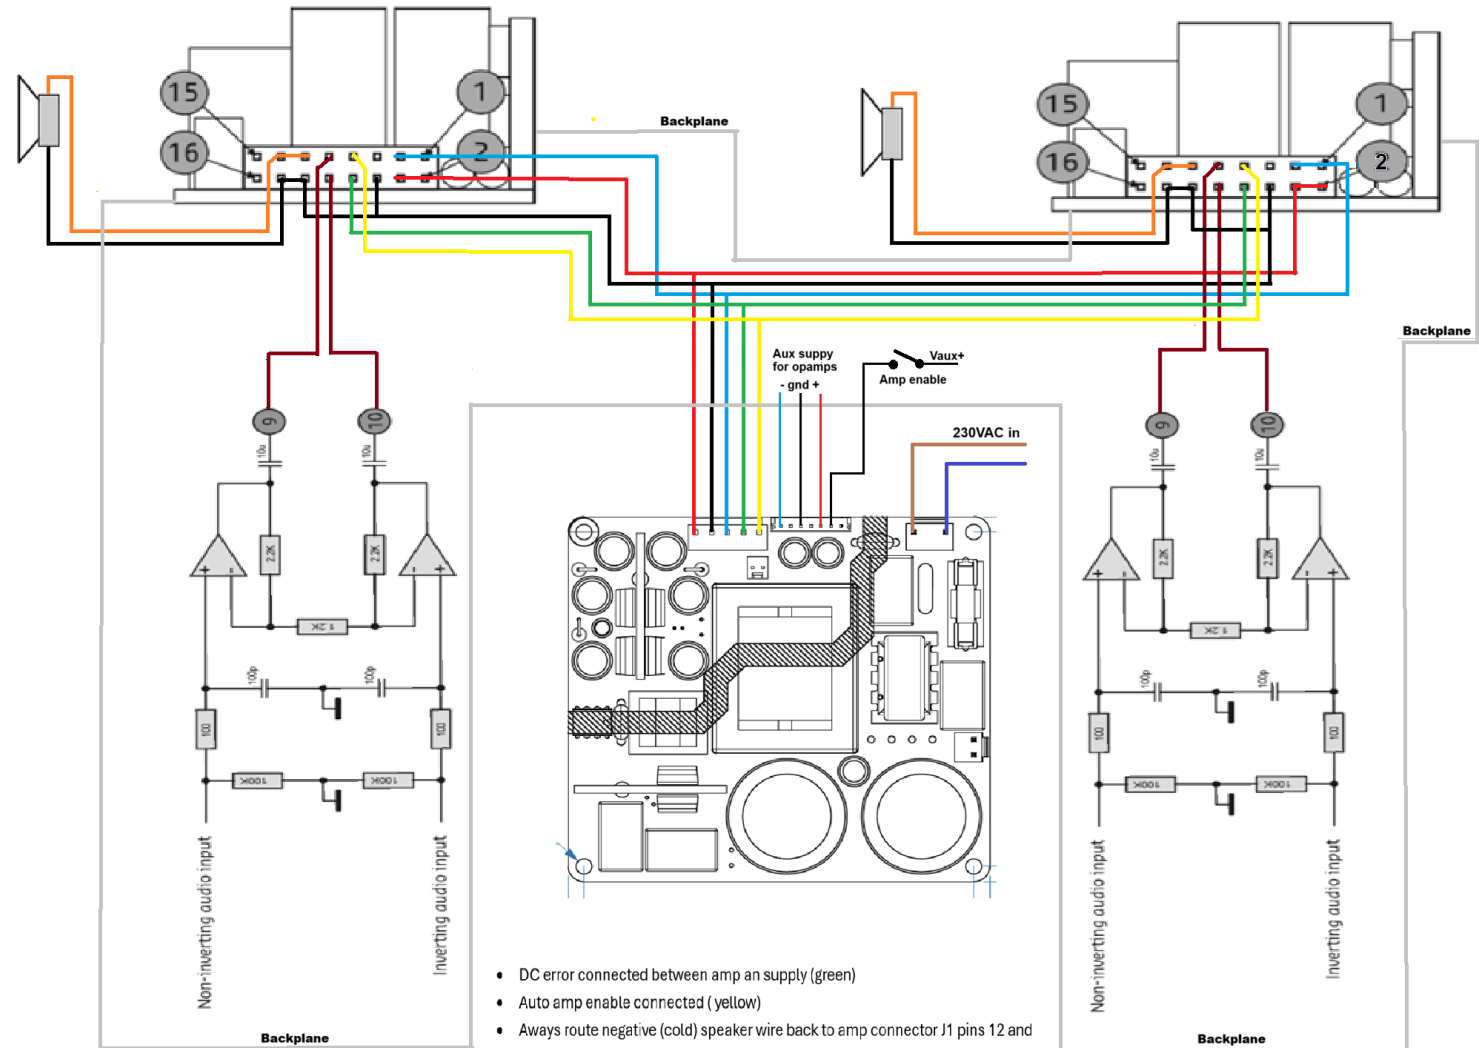 Backplane
15
1
16
2
15
1
16
2
Backplane
Aux suppy
for opamps
- gnd +
Vaux+
Amp enable
230VAC in
9
10
10u
10u
2.2K
2.2K
+
-
-
+
1.2K
100p
100p
100
100
100K
100K
Non-inverting audio input
Inverting audio input
9
10
10u
10u
2.2K
2.2K
+
-
-
+
1.2K
100p
100p
100
100
100K
100K
Non-inverting audio input
Inverting audio input
• DC error connected between amp an supply (green)
• Auto amp enable connected ( yellow)
• Aways route negative (cold) speaker wire back to amp connector J1 pins 12 and
Backplane
Backplane